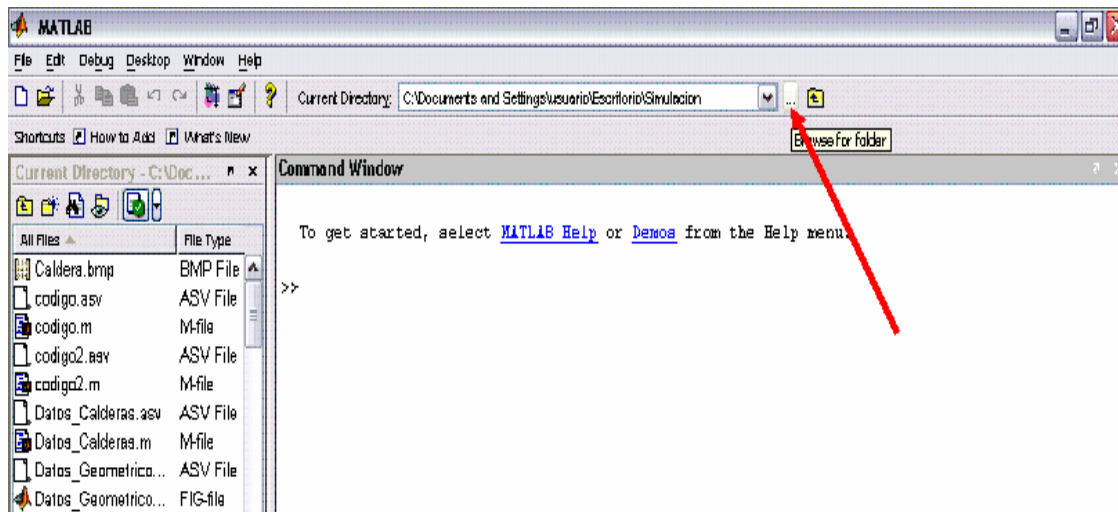 MATLAB
File Edit Debug Desktop Window Help
Current Directory: C:\Documents and Settings\usuario\Escritorio\Simulacion ...
Shortcuts How to Add What's New
Browse for folder
Current Directory - C:\Doc...
Command Window
All Files File Type
Caldera.bmp BMP File
codigo.asv ASV File
codigo.m M-file
codigo2.asv ASV File
codigo2.m M-file
Datos_Calderas.asv ASV File
Datos_Calderas.m M-file
Datos_Geometrico... ASV File
Datos_Geometrico... FIG-file
To get started, select MATLAB Help or Demos from the Help menu.
>>